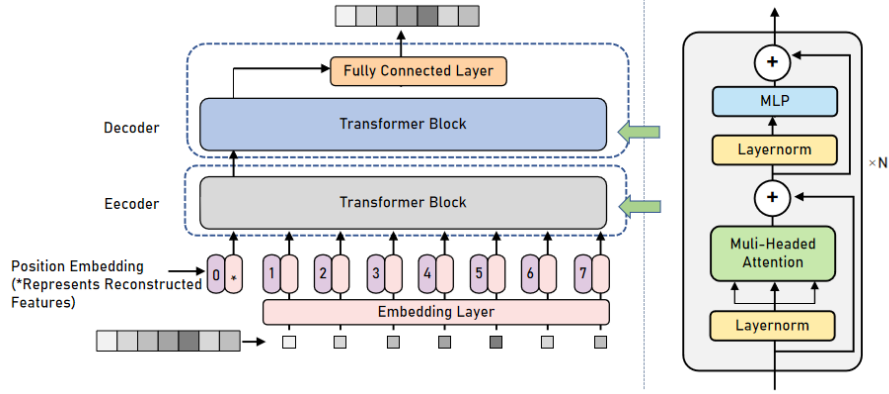 Fully Connected Layer
Decoder
Transformer Block
Eecoder
Transformer Block
Position Embedding
(*Represents Reconstructed
Features)
0 * 1 2 3 4 5 6 7
Embedding Layer
+
MLP
Layernorm
×N
+
Muli-Headed
Attention
Layernorm